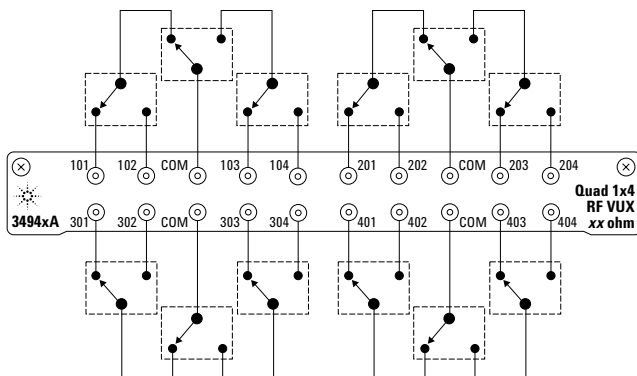 101 102 COM 103 104 201 202 COM 203 204
Quad 1x4
RF VUX
3494xA xx ohm
301 302 COM 303 304 401 402 COM 403 404